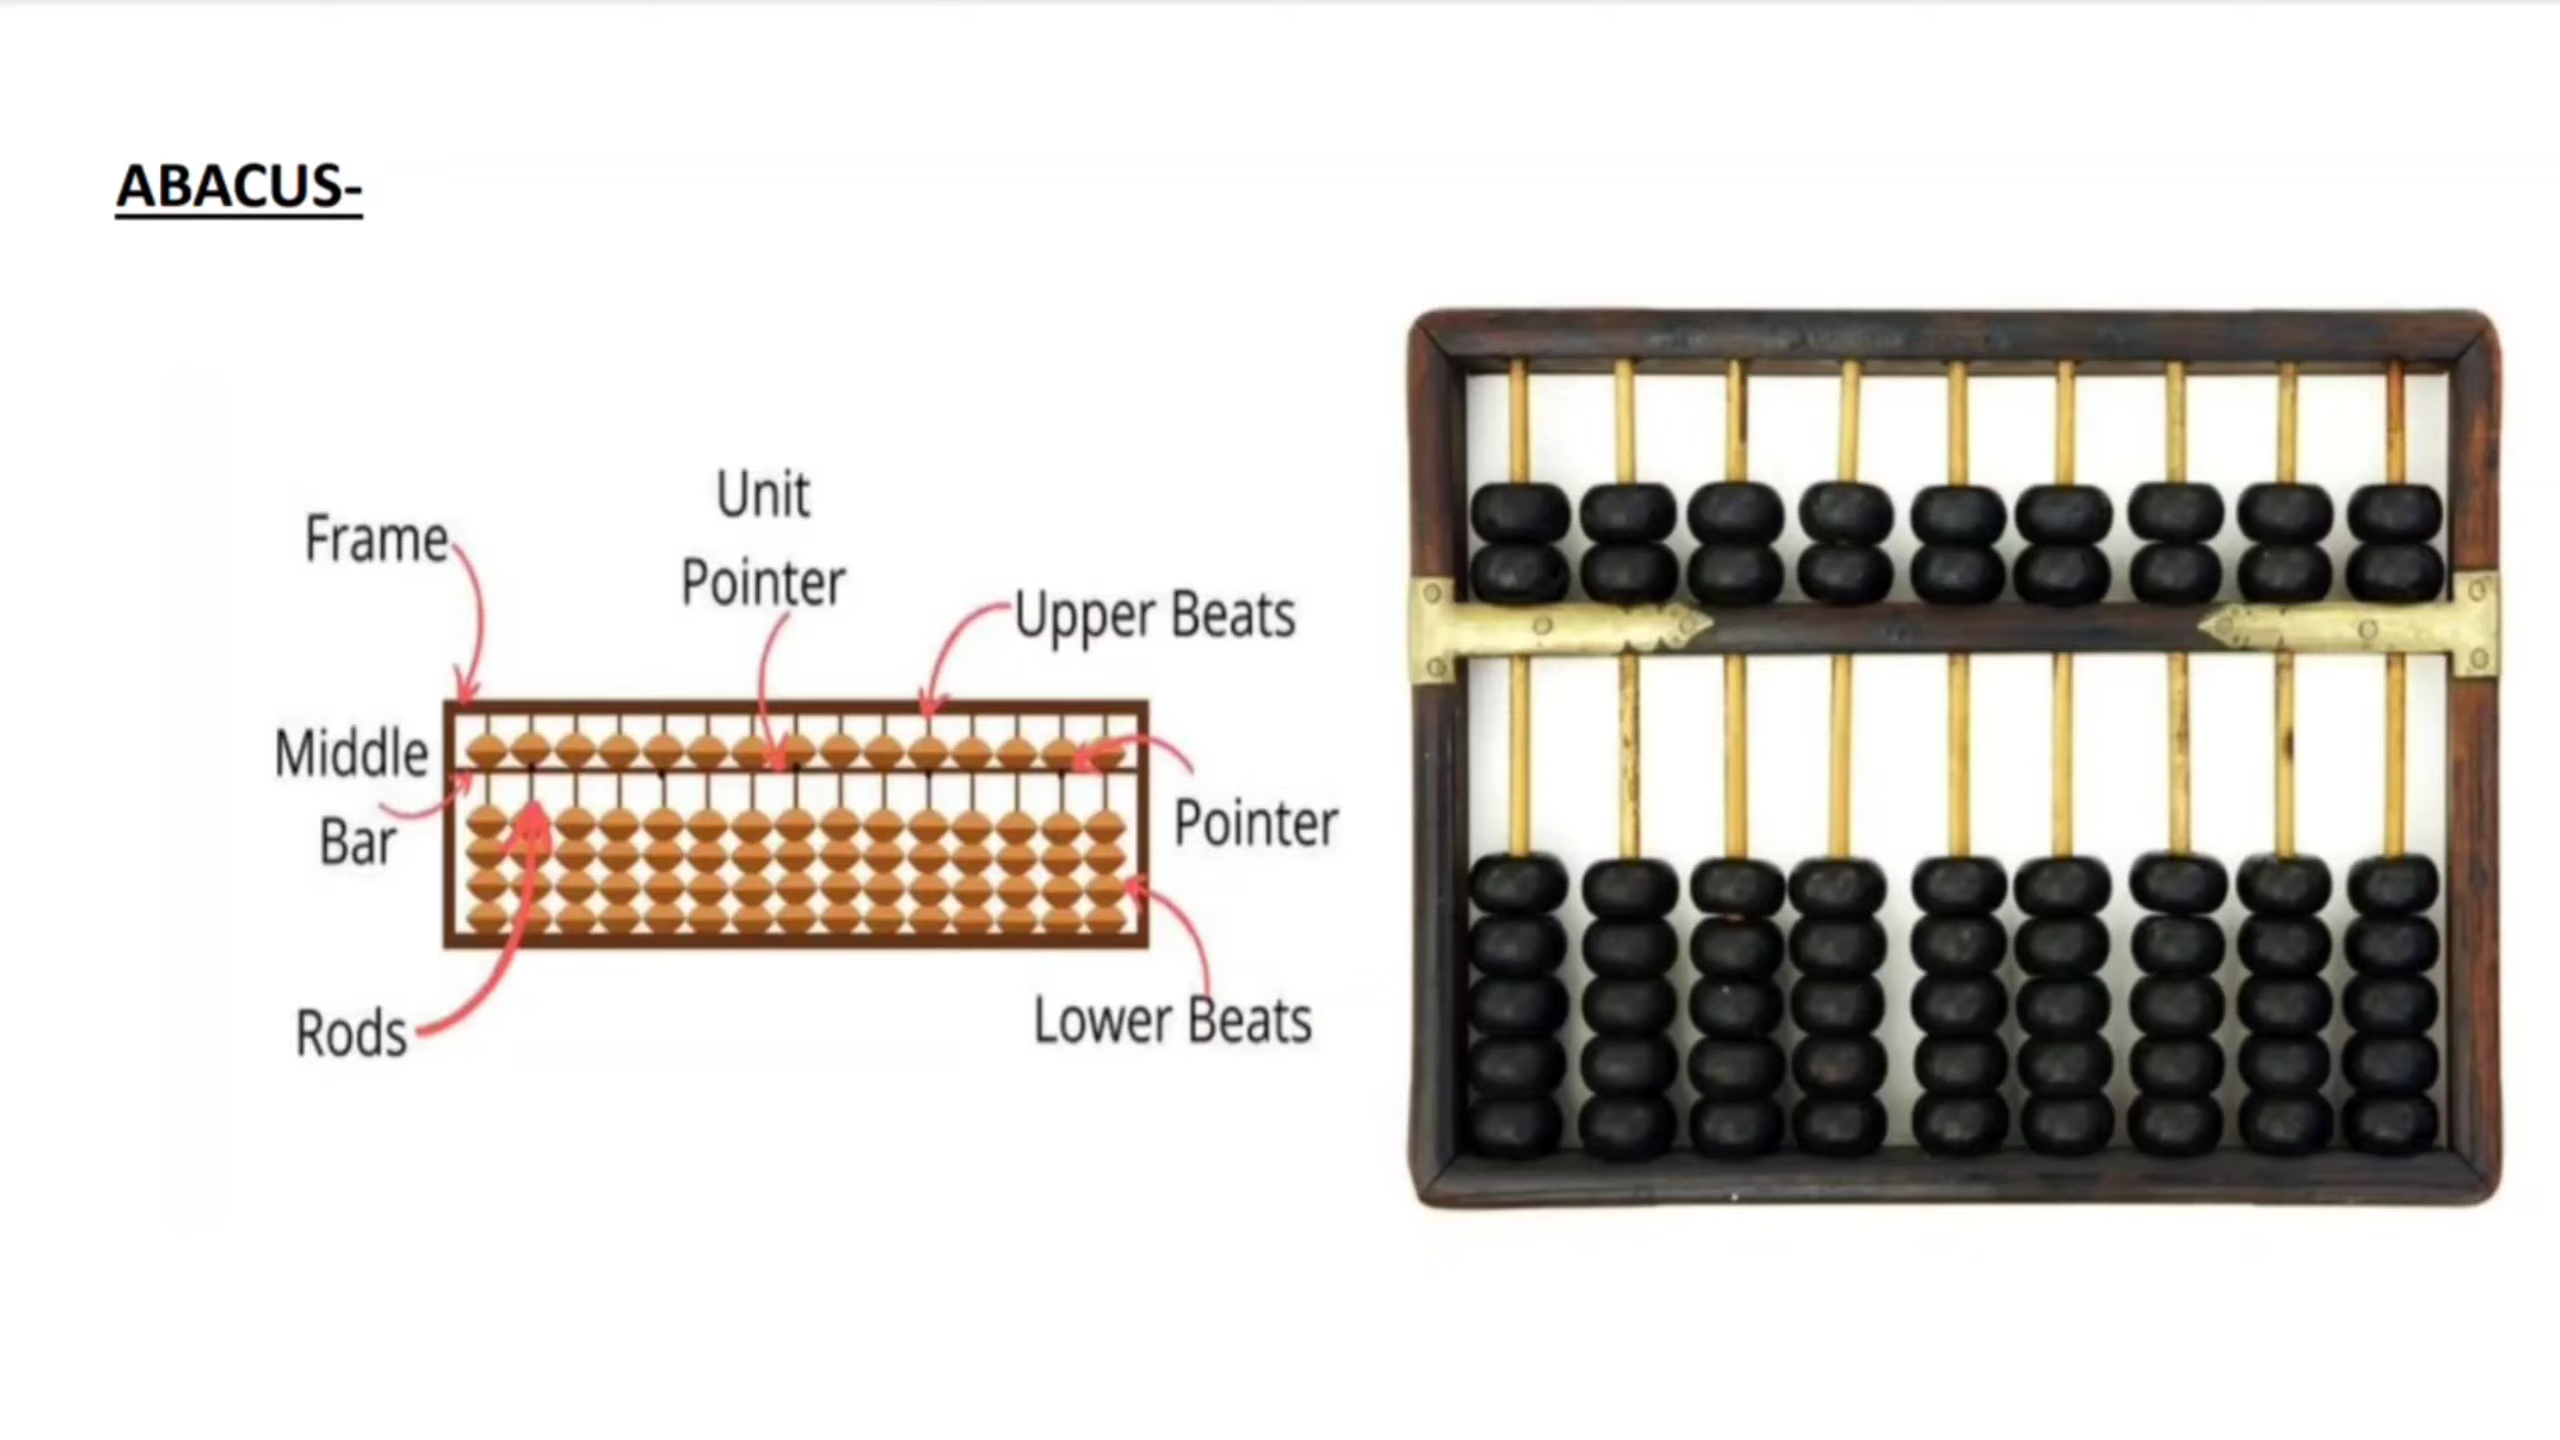 ABACUS-
Unit
Pointer
Frame
Upper Beats
Middle
Bar
Pointer
Rods
Lower Beats